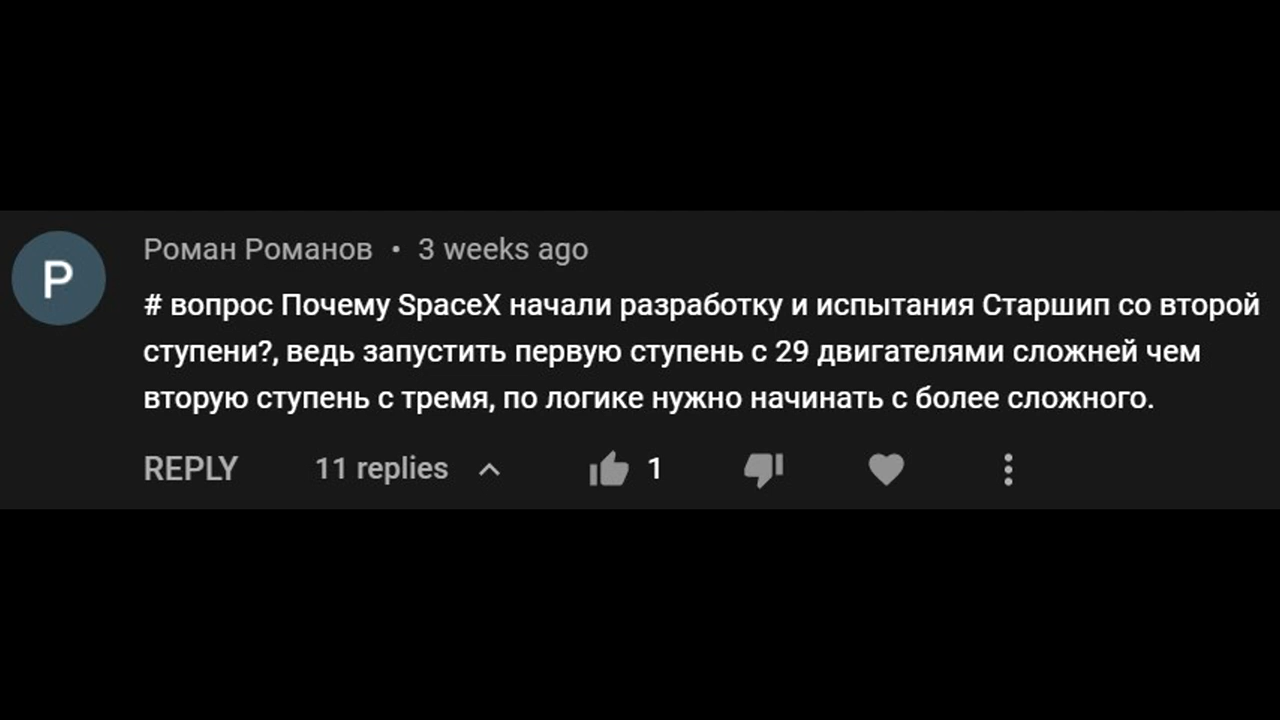 Р
Роман Романов • 3 weeks ago
# вопрос Почему SpaceX начали разработку и испытания Старшип со второй
ступени?, ведь запустить первую ступень с 29 двигателями сложней чем
вторую ступень с тремя, по логике нужно начинать с более сложного.
REPLY 11 replies 1